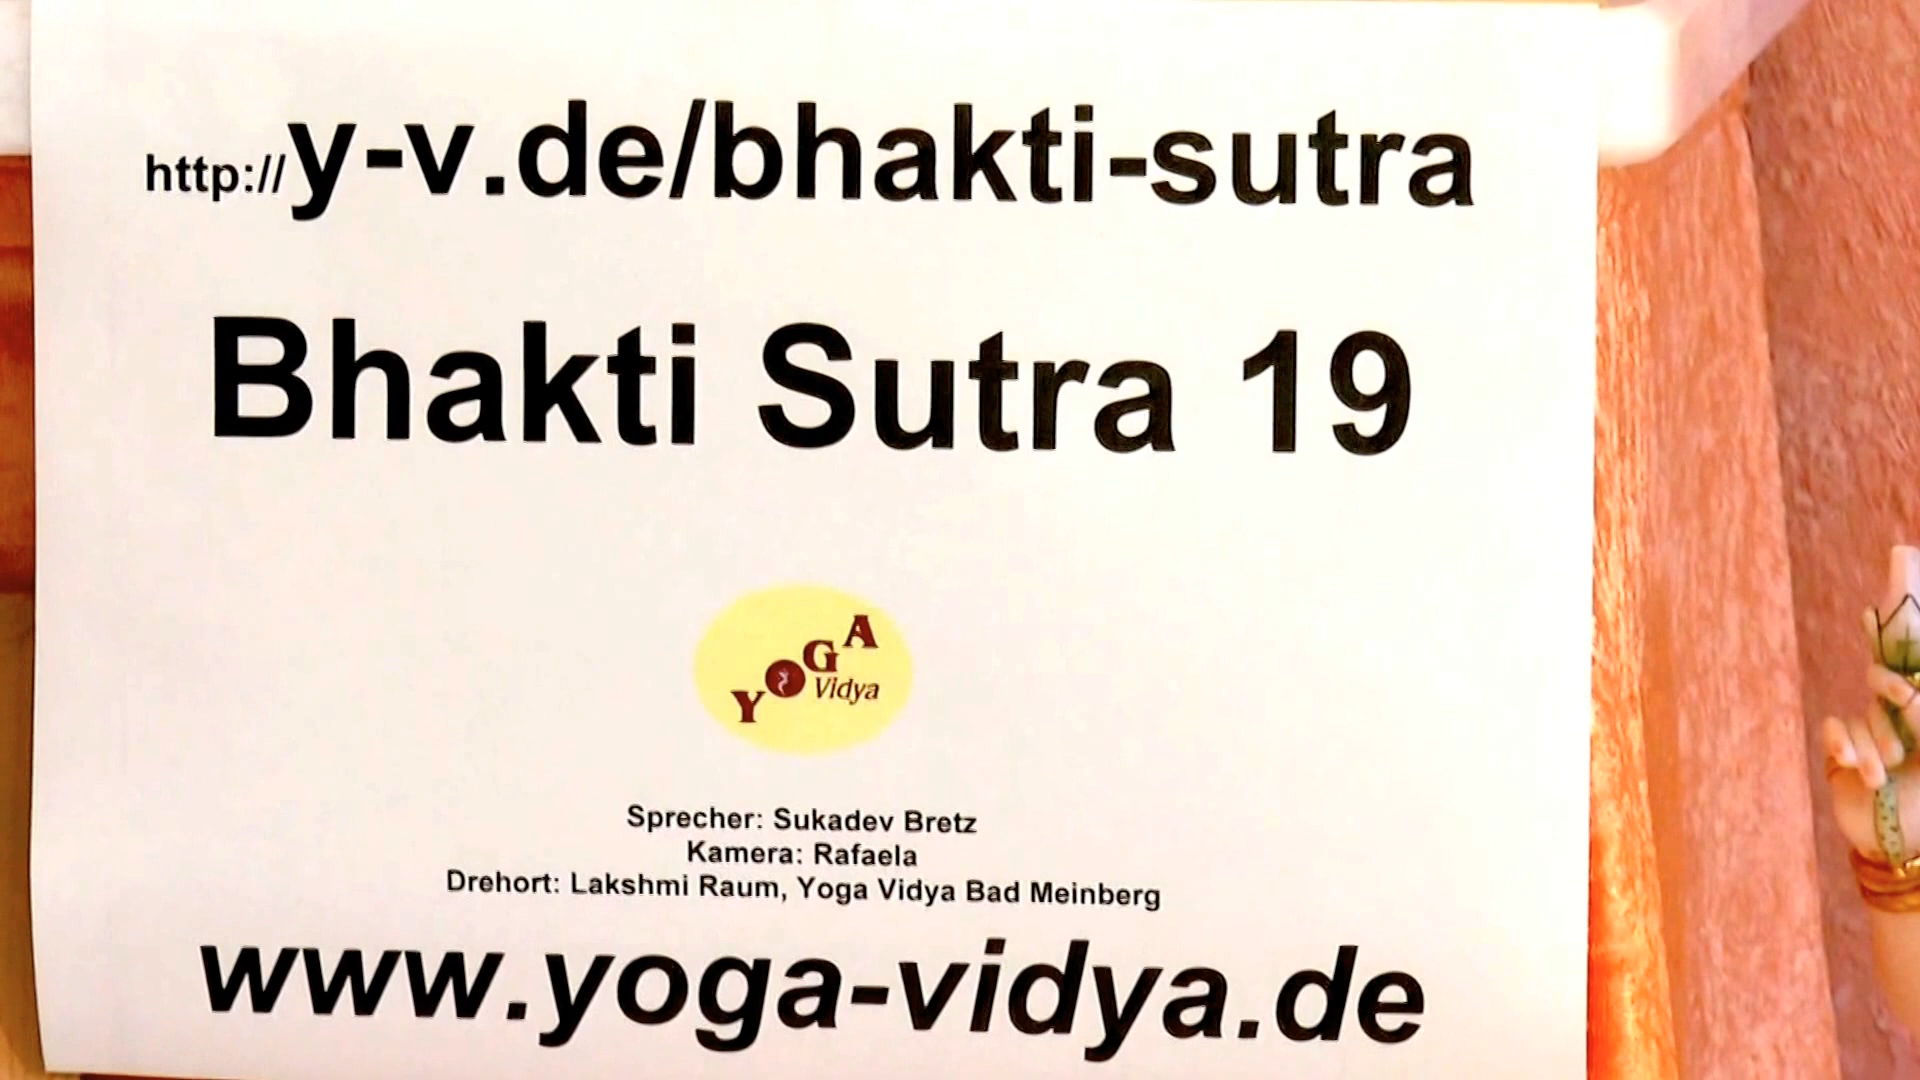 http://y-v.de/bhakti-sutra
Bhakti Sutra 19
YOGA
Vidya
Sprecher: Sukadev Bretz
Kamera: Rafaela
Drehort: Lakshmi Raum, Yoga Vidya Bad Meinberg
www.yoga-vidya.de